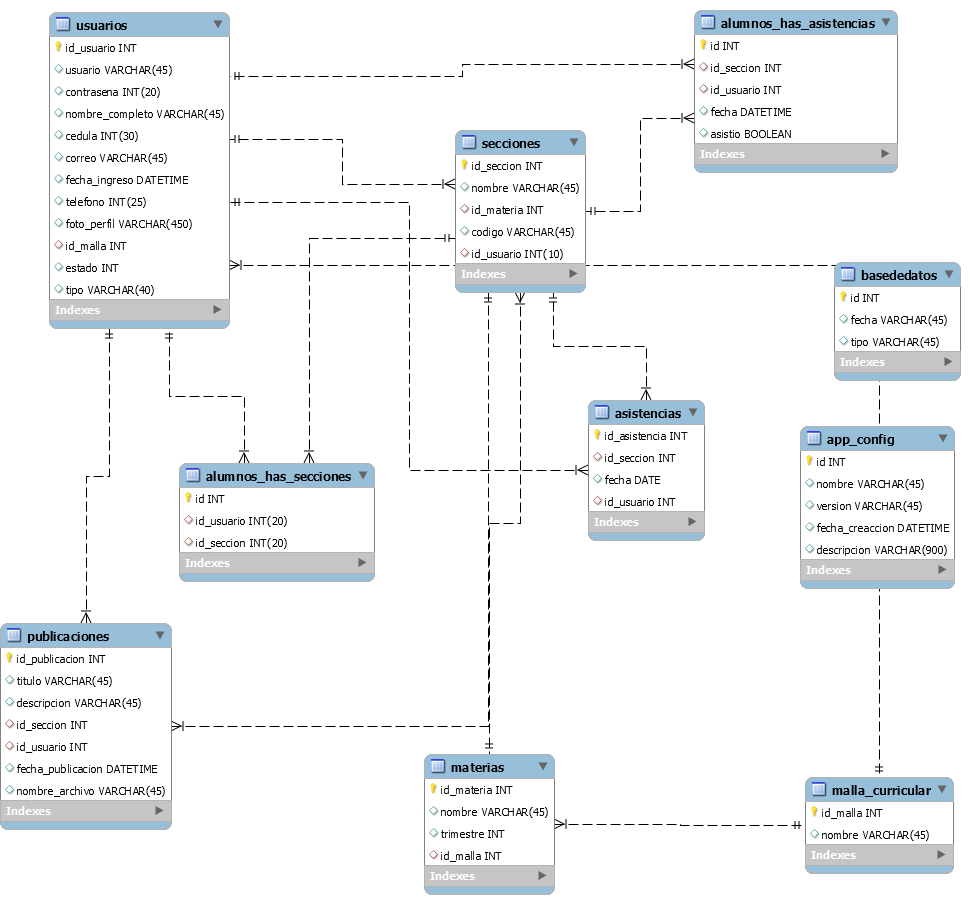 usuarios
id_usuario INT
usuario VARCHAR(45)
contrasena INT(20)
nombre_completo VARCHAR(45)
cedula INT(30)
correo VARCHAR(45)
fecha_ingreso DATETIME
telefono INT(25)
foto_perfil VARCHAR(450)
id_malla INT
estado INT
tipo VARCHAR(40)
Indexes
alumnos_has_asistencias
id INT
id_seccion INT
id_usuario INT
fecha DATETIME
asistio BOOLEAN
Indexes
secciones
id_seccion INT
nombre VARCHAR(45)
id_materia INT
codigo VARCHAR(45)
id_usuario INT(10)
Indexes
basededatos
id INT
fecha VARCHAR(45)
tipo VARCHAR(45)
Indexes
asistencias
id_asistencia INT
id_seccion INT
fecha DATE
id_usuario INT
Indexes
app_config
id INT
nombre VARCHAR(45)
version VARCHAR(45)
fecha_creaccion DATETIME
descripcion VARCHAR(900)
Indexes
alumnos_has_secciones
id INT
id_usuario INT(20)
id_seccion INT(20)
Indexes
publicaciones
id_publicacion INT
titulo VARCHAR(45)
descripcion VARCHAR(45)
id_seccion INT
id_usuario INT
fecha_publicacion DATETIME
nombre_archivo VARCHAR(45)
Indexes
materias
id_materia INT
nombre VARCHAR(45)
trimestre INT
id_malla INT
Indexes
malla_curricular
id_malla INT
nombre VARCHAR(45)
Indexes